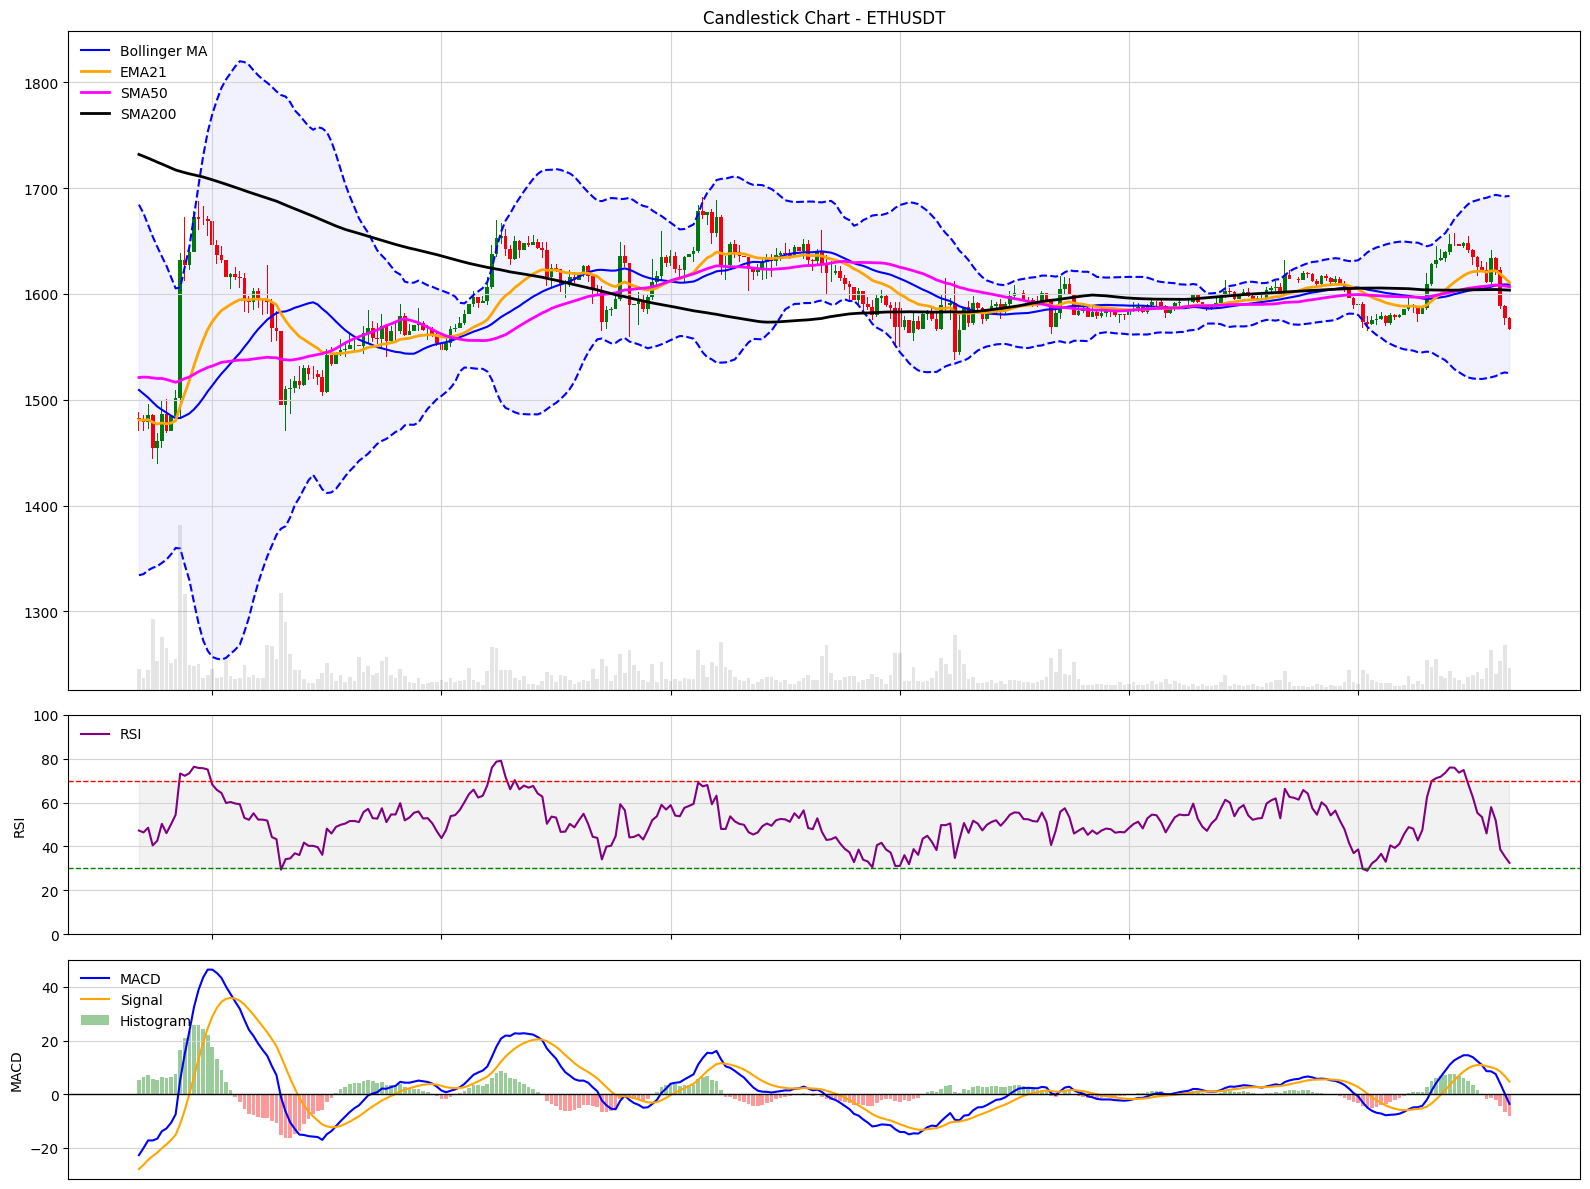 Candlestick Chart - ETHUSDT
Bollinger MA
EMA21
SMA50
SMA200
1800
1700
1600
1500
1400
1300
RSI
100
80
60
40
20
0
RSI
MACD
Signal
Histogram
40
20
0
−20
MACD